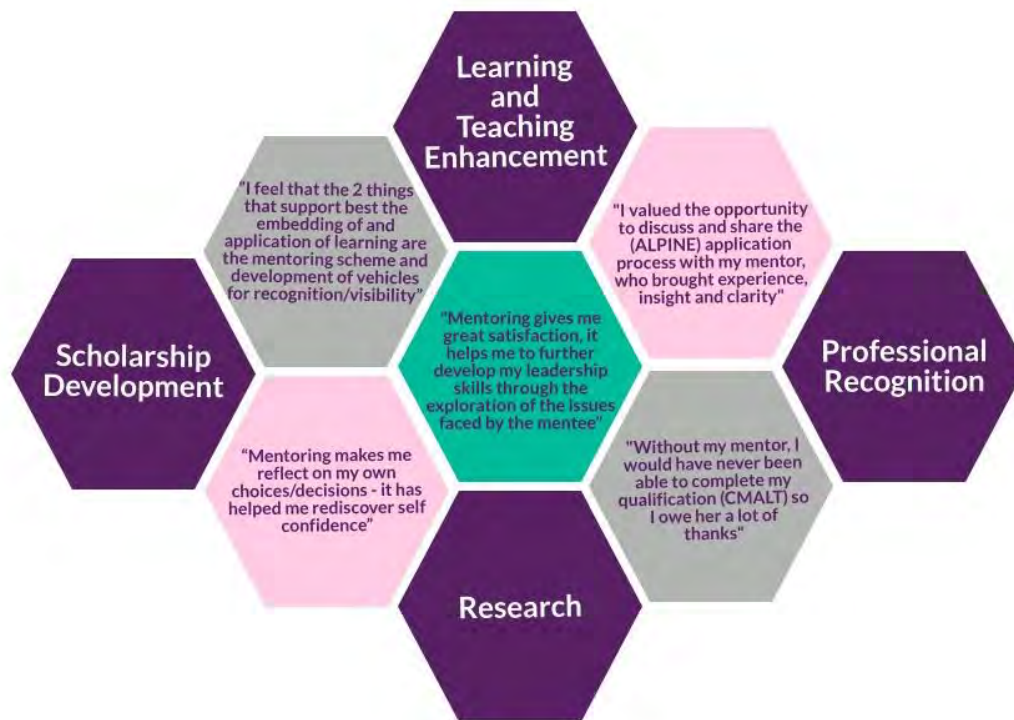 Learning
and
Teaching
Enhancement
"I feel that the 2 things
that support best the
embedding of and
application of learning are
the mentoring scheme and
development of vehicles
for recognition/visibility”
"I valued the opportunity
to discuss and share the
(ALPINE) application
process with my mentor,
who brought experience,
insight and clarity"
Scholarship
Development
"Mentoring gives me
great satisfaction, it
helps me to further
develop my leadership
skills through the
exploration of the issues
faced by the mentee"
Professional
Recognition
“Mentoring makes me
reflect on my own
choices/decisions - it has
helped me rediscover self
confidence”
"Without my mentor, I
would have never been
able to complete my
qualification (CMALT) so
I owe her a lot of
thanks"
Research